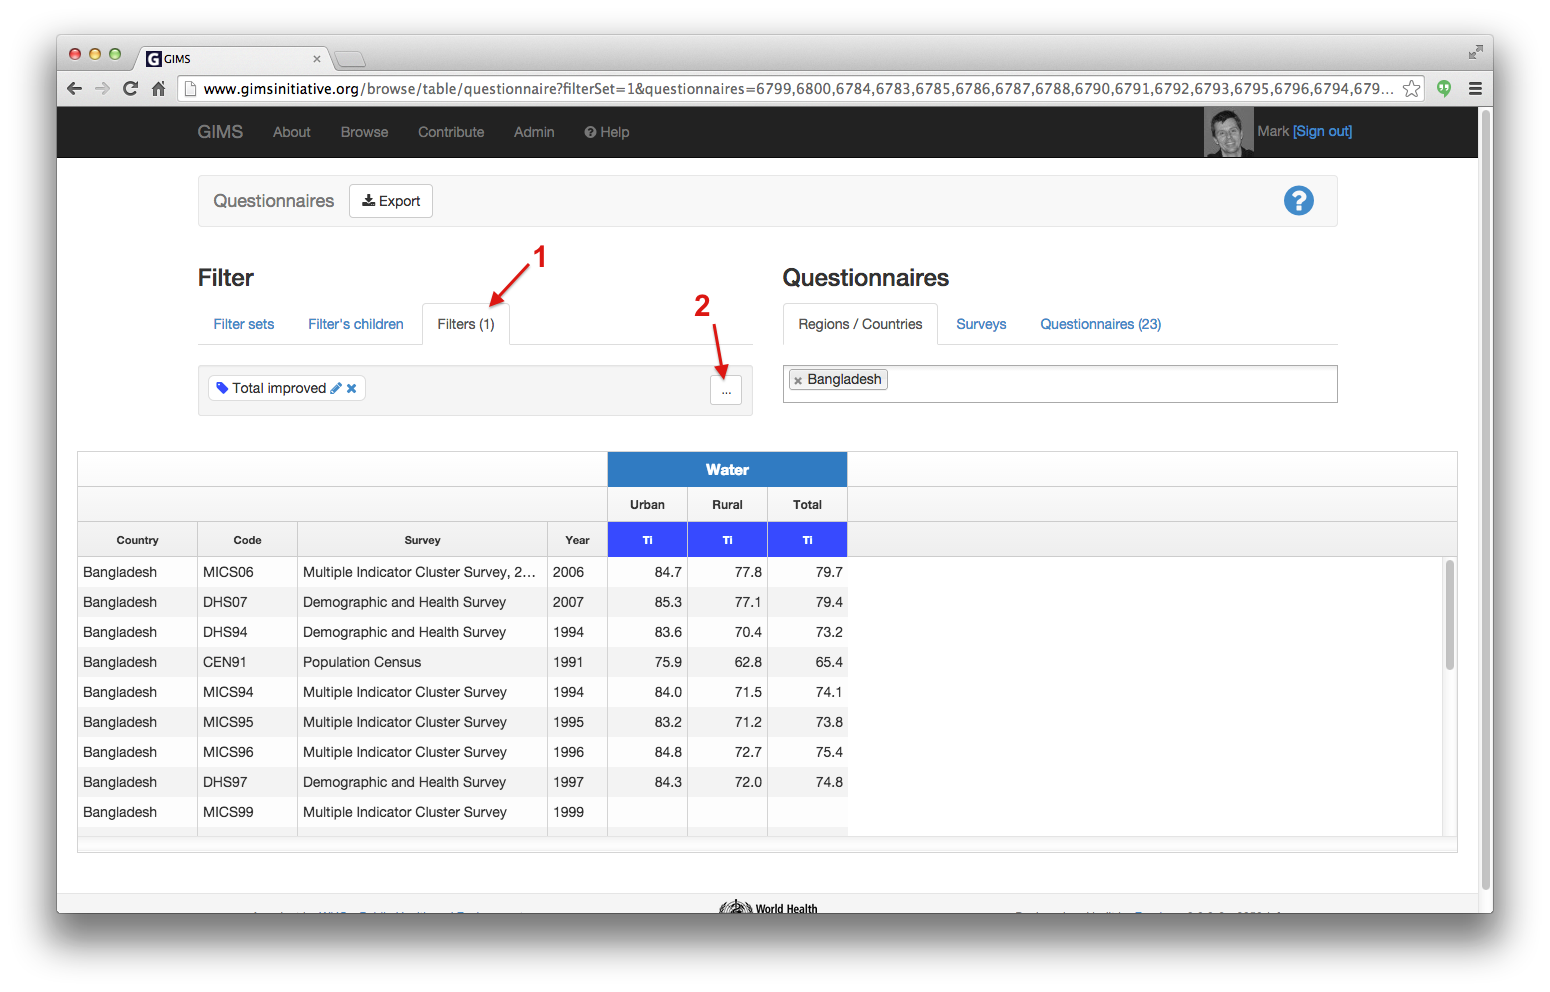 GIMS
www.gimsinitiative.org/browse/table/questionnaire?filterSet=1&questionnaires=6799,6800,6784,6783,6785,6786,6787,6788,6790,6791,6792,6793,6795,6796,6794,679...
GIMS About Browse Contribute Admin Help Mark [Sign out]
Questionnaires Export ?
1
Filter Questionnaires
2
Filter sets Filter's children Filters (1) Regions / Countries Surveys Questionnaires (23)
Total improved ... Bangladesh
Water
Urban Rural Total
Country Code Survey Year TI TI TI
Bangladesh MICS06 Multiple Indicator Cluster Survey, 2... 2006 84.7 77.8 79.7
Bangladesh DHS07 Demographic and Health Survey 2007 85.3 77.1 79.4
Bangladesh DHS94 Demographic and Health Survey 1994 83.6 70.4 73.2
Bangladesh CEN91 Population Census 1991 75.9 62.8 65.4
Bangladesh MICS94 Multiple Indicator Cluster Survey 1994 84.0 71.5 74.1
Bangladesh MICS95 Multiple Indicator Cluster Survey 1995 83.2 71.2 73.8
Bangladesh MICS96 Multiple Indicator Cluster Survey 1996 84.8 72.7 75.4
Bangladesh DHS97 Demographic and Health Survey 1997 84.3 72.0 74.8
Bangladesh MICS99 Multiple Indicator Cluster Survey 1999
World Health